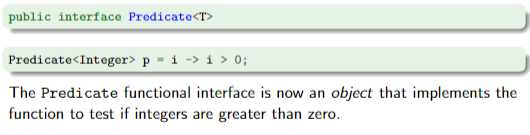 public interface Predicate<T>
Predicate<Integer> p = i -> i > 0;
The Predicate functional interface is now an object that implements the
function to test if integers are greater than zero.